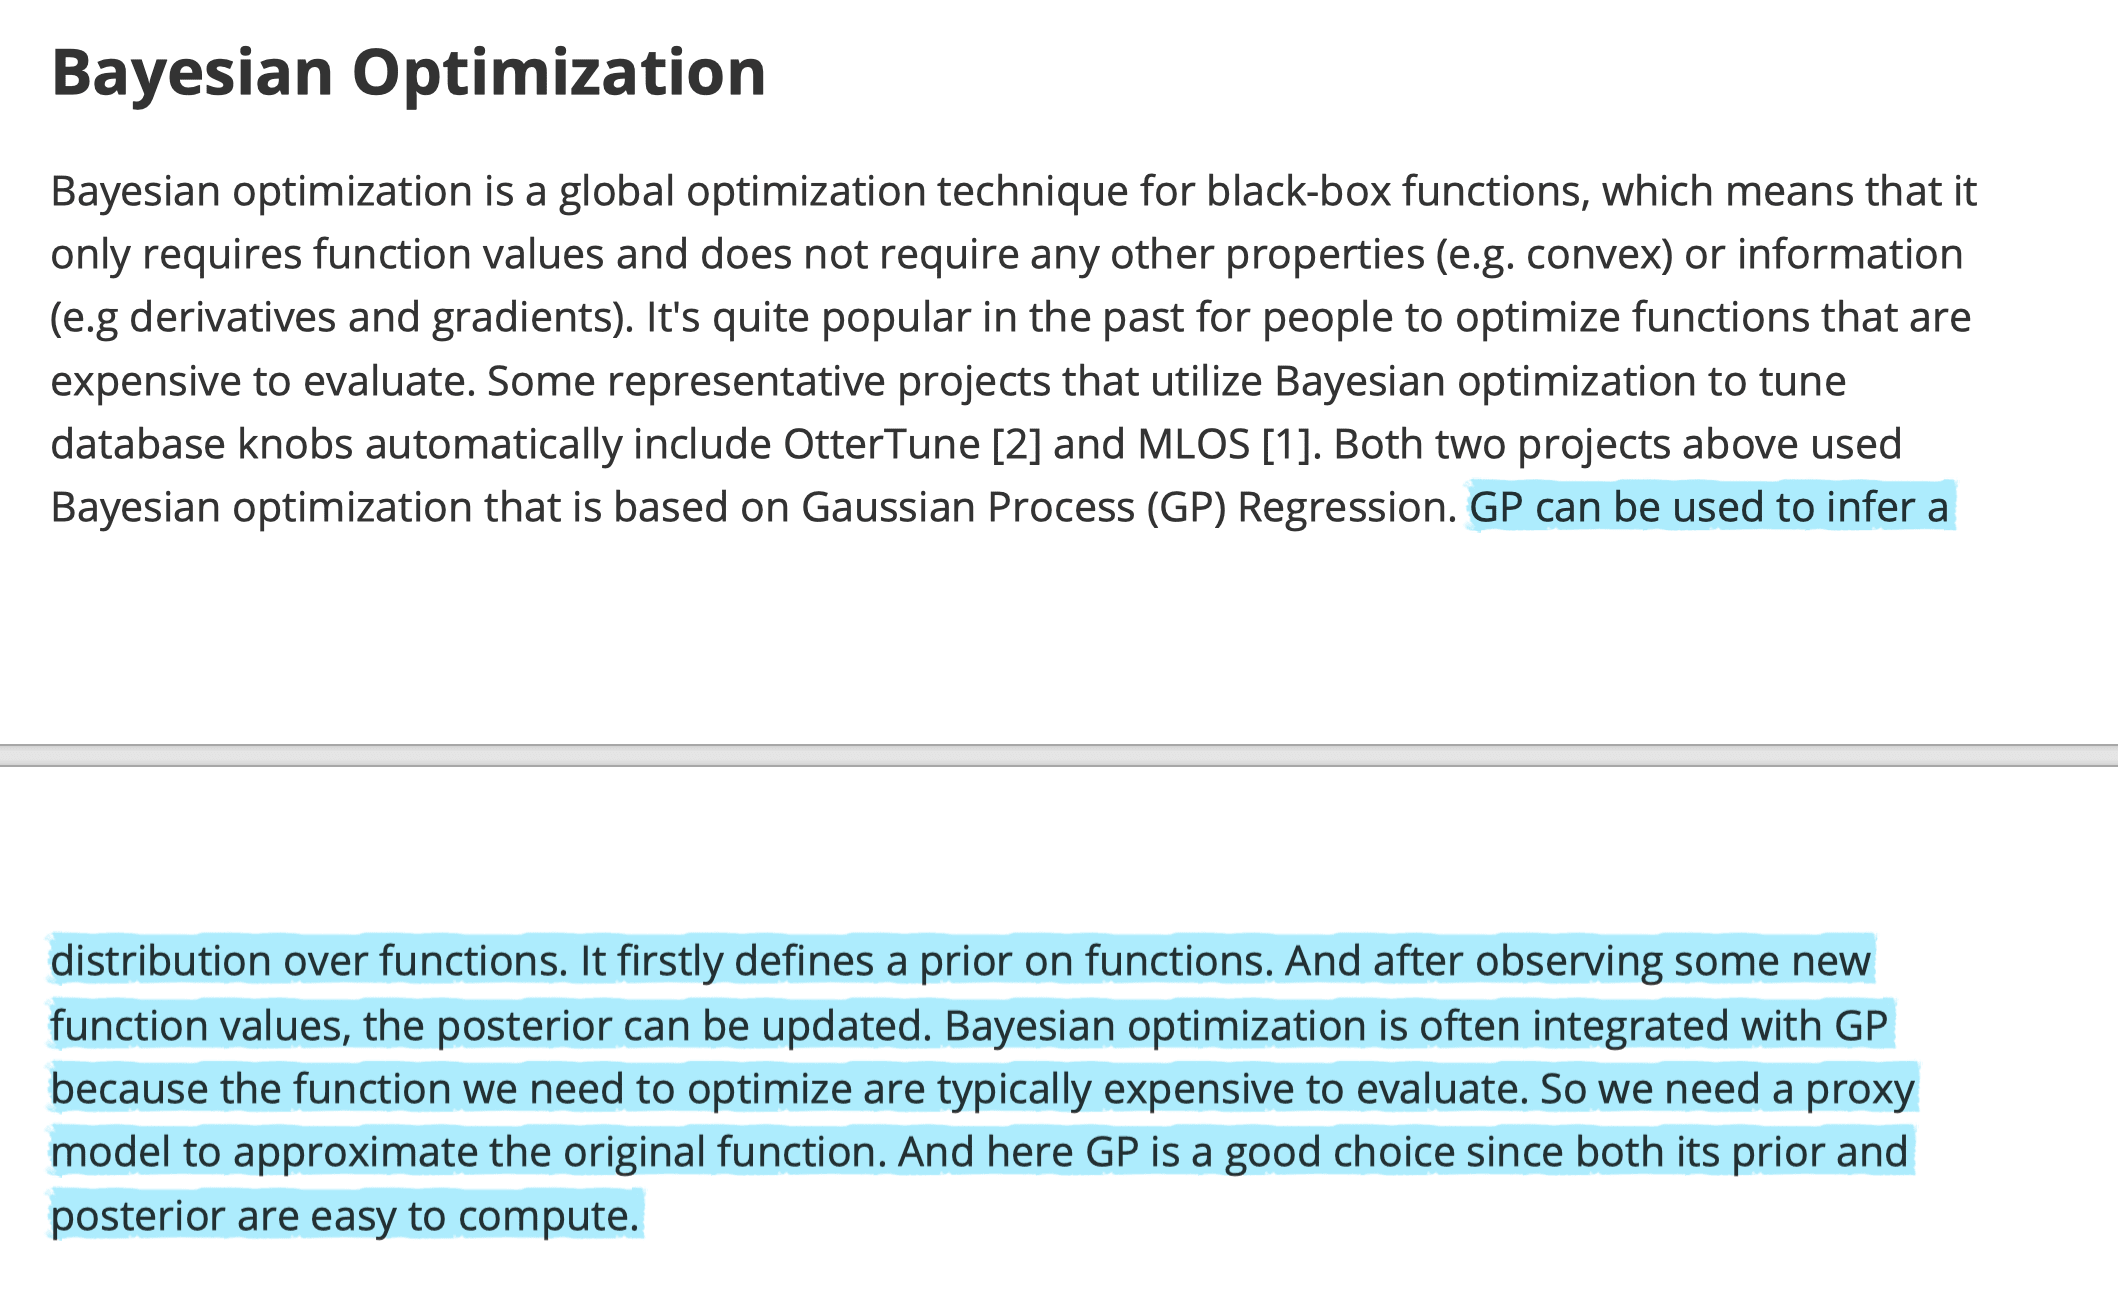 Bayesian Optimization
Bayesian optimization is a global optimization technique for black-box functions, which means that it
only requires function values and does not require any other properties (e.g. convex) or information
(e.g derivatives and gradients). It's quite popular in the past for people to optimize functions that are
expensive to evaluate. Some representative projects that utilize Bayesian optimization to tune
database knobs automatically include OtterTune [2] and MLOS [1]. Both two projects above used
Bayesian optimization that is based on Gaussian Process (GP) Regression. GP can be used to infer a
distribution over functions. It firstly defines a prior on functions. And after observing some new
function values, the posterior can be updated. Bayesian optimization is often integrated with GP
because the function we need to optimize are typically expensive to evaluate. So we need a proxy
model to approximate the original function. And here GP is a good choice since both its prior and
posterior are easy to compute.